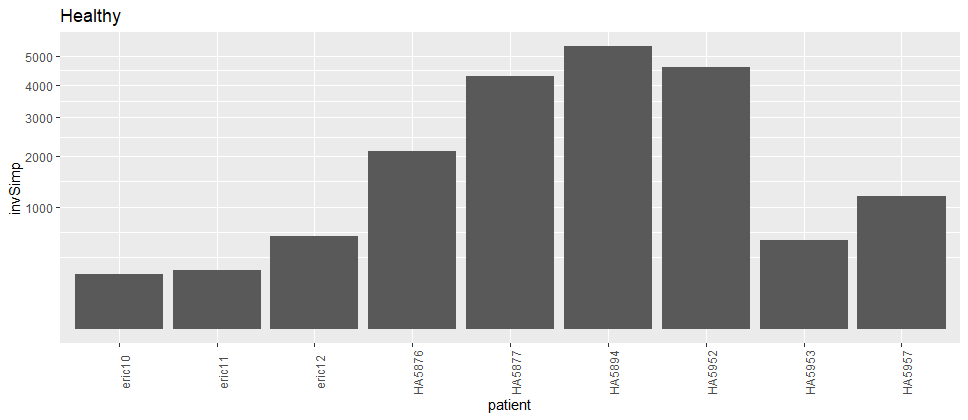 Healthy
invSimp
5000
4000
3000
2000
1000
eric10
eric11
eric12
HA5876
HA5877
HA5894
HA5952
HA5953
HA5957
patient